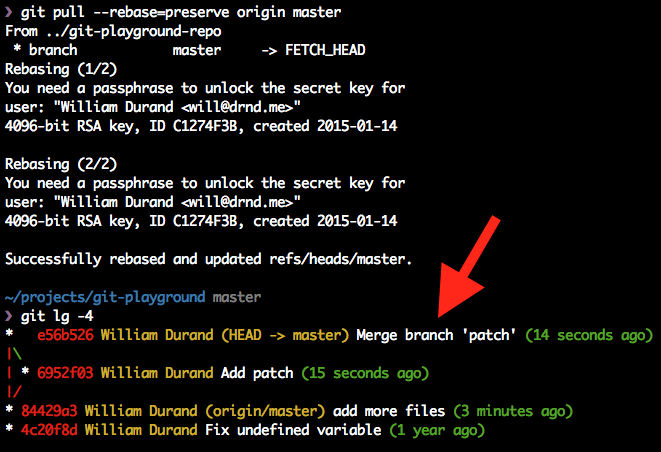 ❯ git pull --rebase=preserve origin master
From ../git-playground-repo
 * branch            master     -> FETCH_HEAD
Rebasing (1/2)
You need a passphrase to unlock the secret key for
user: "William Durand <will@drnd.me>"
4096-bit RSA key, ID C1274F3B, created 2015-01-14

Rebasing (2/2)
You need a passphrase to unlock the secret key for
user: "William Durand <will@drnd.me>"
4096-bit RSA key, ID C1274F3B, created 2015-01-14

Successfully rebased and updated refs/heads/master.

~/projects/git-playground master
❯ git lg -4
*   e56b526 William Durand (HEAD -> master) Merge branch 'patch' (14 seconds ago)
|\
| * 6952f03 William Durand Add patch (15 seconds ago)
|/
* 84429a3 William Durand (origin/master) add more files (3 minutes ago)
* 4c20f8d William Durand Fix undefined variable (1 year ago)